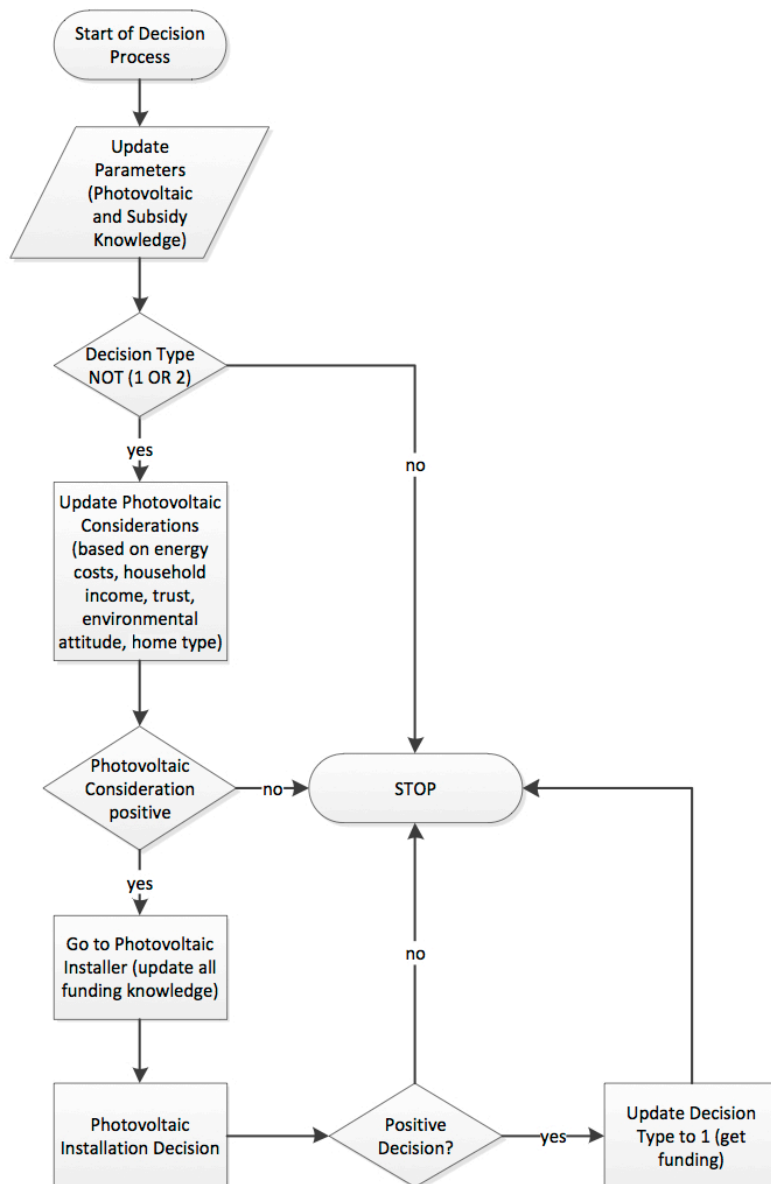 Start of Decision
Process
Update
Parameters
(Photovoltaic
and Subsidy
Knowledge)
Decision Type
NOT (1 OR 2)
yes
no
Update Photovoltaic
Considerations
(based on energy
costs, household
income, trust,
environmental
attitude, home type)
Photovoltaic
Consideration
positive
no
STOP
yes
Go to Photovoltaic
Installer (update all
funding knowledge)
no
Photovoltaic
Installation Decision
Positive
Decision?
yes
Update Decision
Type to 1 (get
funding)